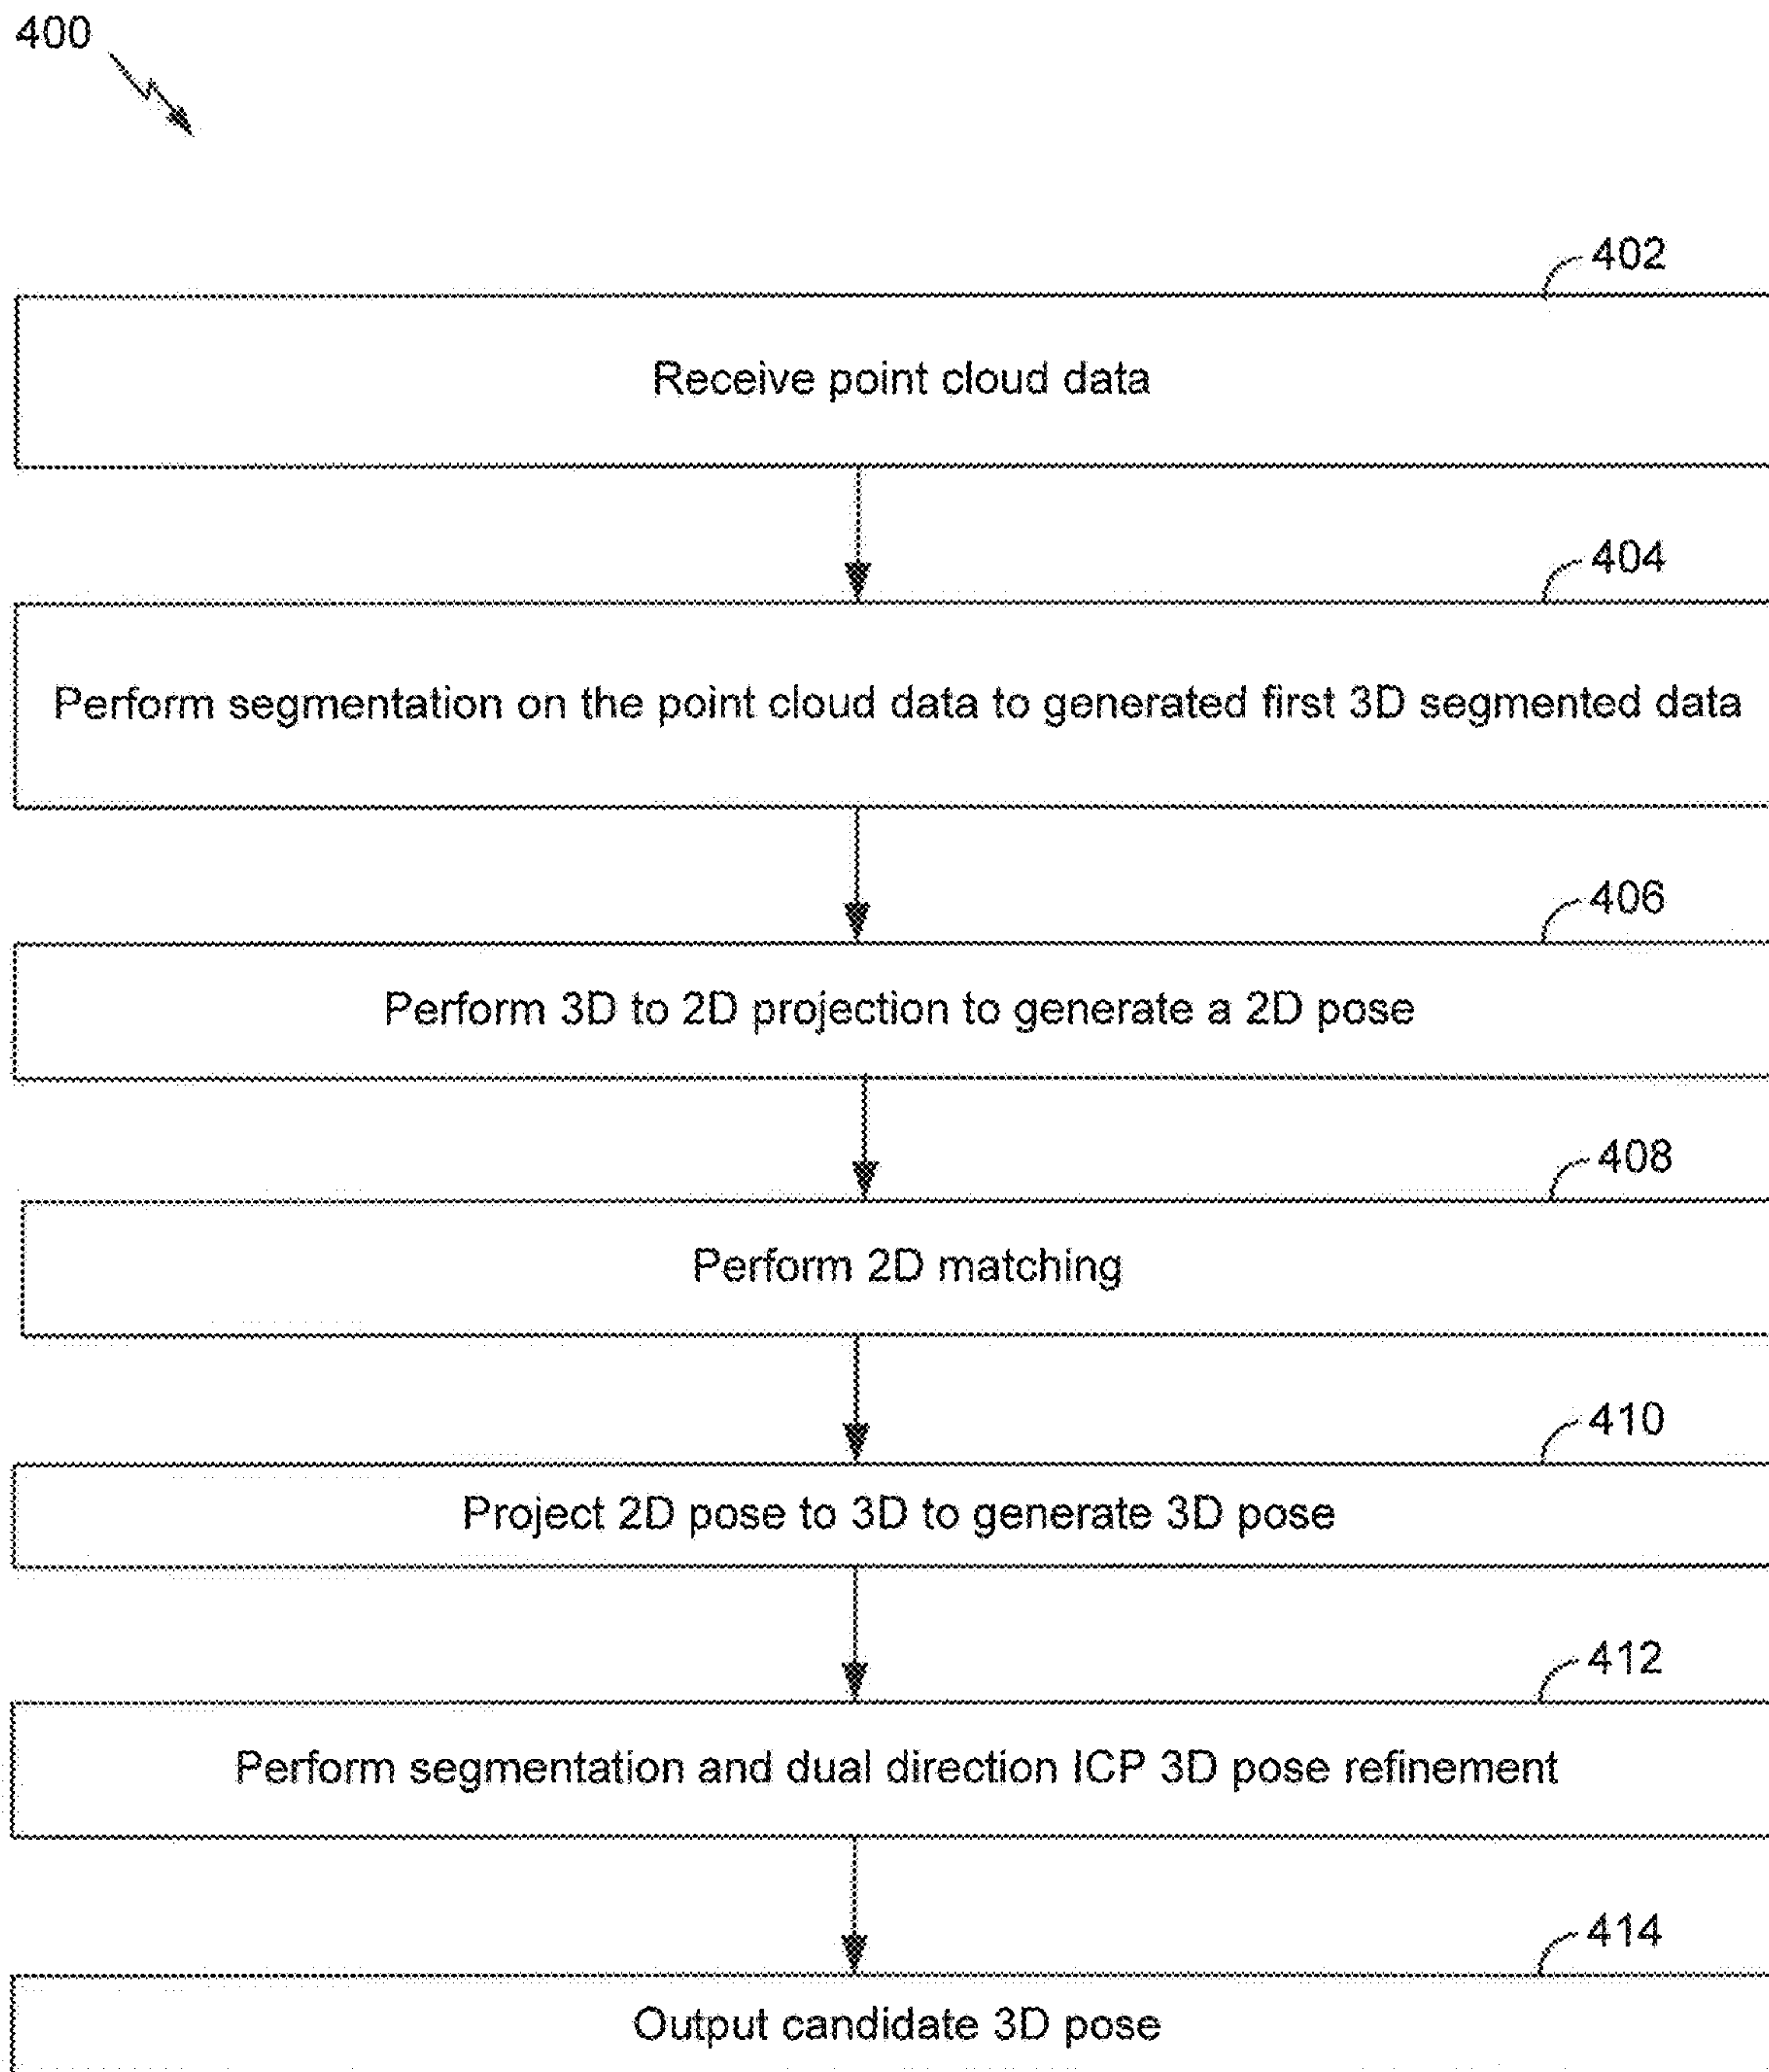 400
402
Receive point cloud data
404
Perform segmentation on the point cloud data to generated first 3D segmented data
406
Perform 3D to 2D projection to generate a 2D pose
408
Perform 2D matching
410
Project 2D pose to 3D to generate 3D pose
412
Perform segmentation and dual direction ICP 3D pose refinement
414
Output candidate 3D pose